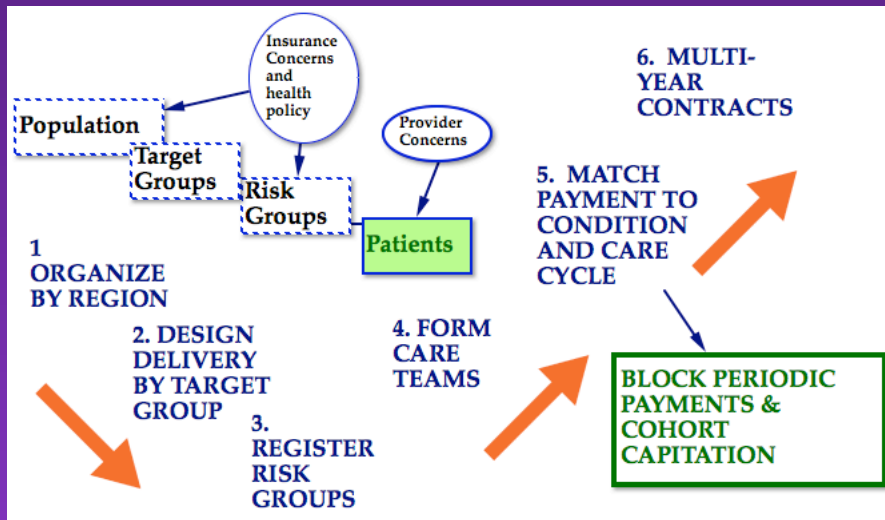 Insurance
Concerns
and
health
policy
Population
Target
Groups
Risk
Groups
Provider
Concerns
Patients
1
ORGANIZE
BY REGION
2. DESIGN
DELIVERY
BY TARGET
GROUP
3.
REGISTER
RISK
GROUPS
4. FORM
CARE
TEAMS
5. MATCH
PAYMENT TO
CONDITION
AND CARE
CYCLE
6. MULTI-
YEAR
CONTRACTS
BLOCK PERIODIC
PAYMENTS &
COHORT
CAPITATION